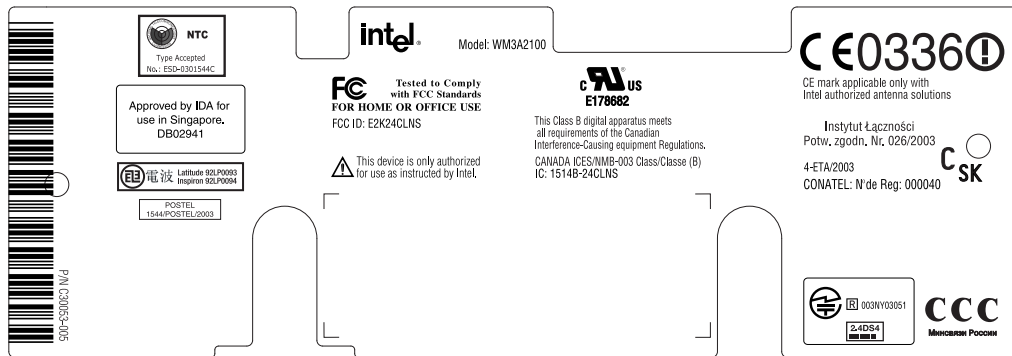 NTC
Type Accepted
No.: ESD-0301544C
Approved by IDA for
use in Singapore.
DB02941
電波
Latitude 92LP0093
Inspiron 92LP0094
POSTEL
1544/POSTEL/2003
P/N C30053-005
intel®
Model: WM3A2100
FC
Tested to Comply
with FCC Standards
FOR HOME OR OFFICE USE
FCC ID: E2K24CLNS
This device is only authorized
for use as instructed by Intel.
C RU® US
E178682
This Class B digital apparatus meets
all requirements of the Canadian
Interference-Causing equipment Regulations.
CANADA ICES/NMB-003 Class/Classe (B)
IC: 1514B-24CLNS
CE0336!
CE mark applicable only with
Intel authorized antenna solutions
Instytut Łączności
Potw. zgodn. Nr. 026/2003
4-ETA/2003
CONATEL: N°de Reg: 000040
C SK
R 003NY03051
2.4DS4
CCC
Минсвязи России